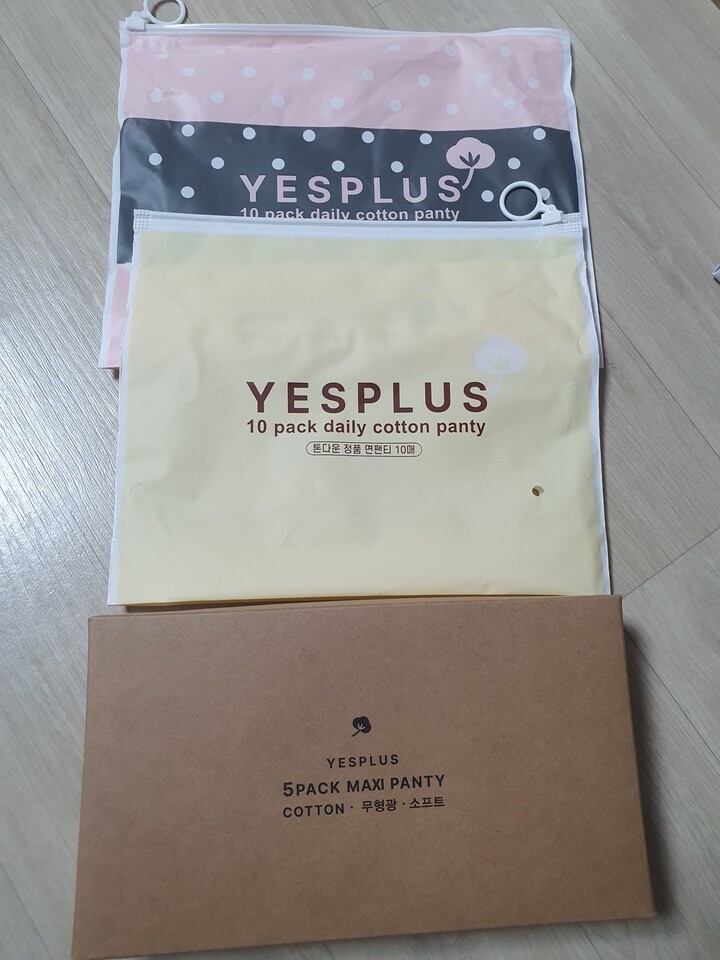 YESPLUS
10 pack daily cotton panty
YESPLUS
10 pack daily cotton panty
톤다운 정품 면팬티 10매
YESPLUS
5PACK MAXI PANTY
COTTON · 무형광 · 소프트